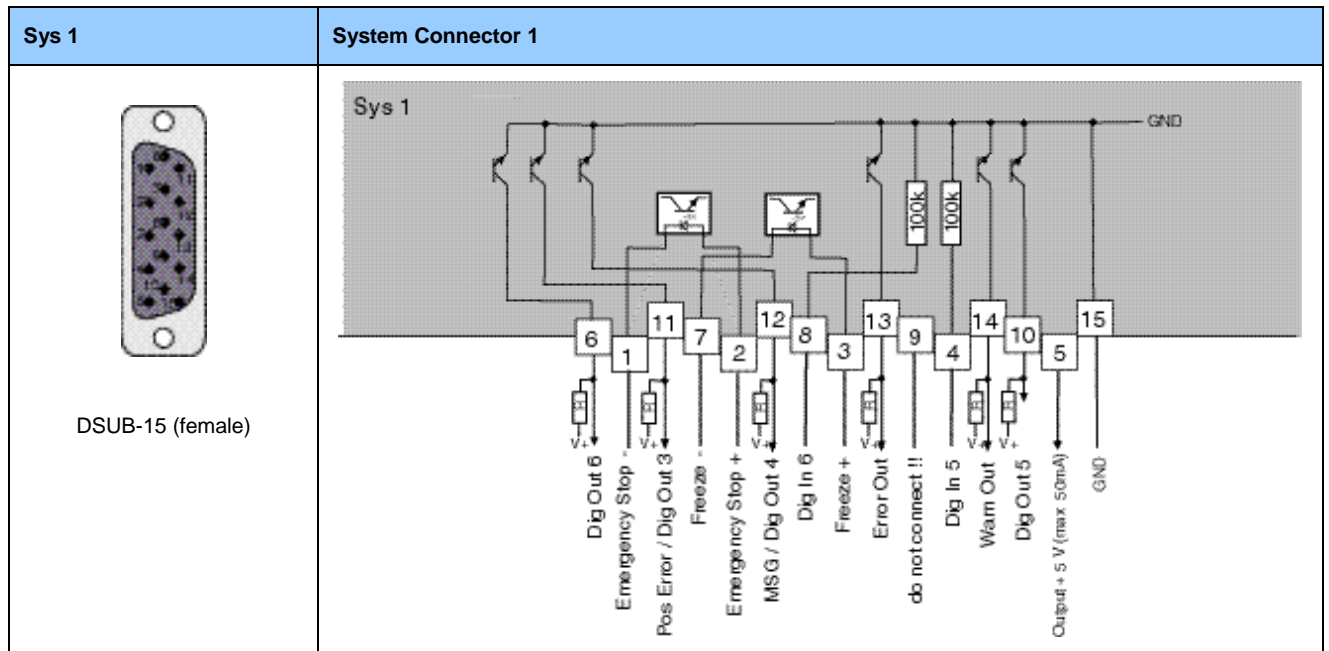 Sys 1
System Connector 1
DSUB-15 (female)
Sys 1
GND
100k
100k
6
1
11
7
2
12
8
3
13
9
4
14
10
5
15
R
R
R
R
R
R
V+
V+
V+
V+
V+
V+
Dig Out 6
Emergency Stop -
Pos Error / Dig Out 3
Freeze -
Emergency Stop +
MSG / Dig Out 4
Dig In 6
Freeze +
Error Out
do not connect !!
Dig In 5
Warn Out
Dig Out 5
Output + 5 V (max 50mA)
GND